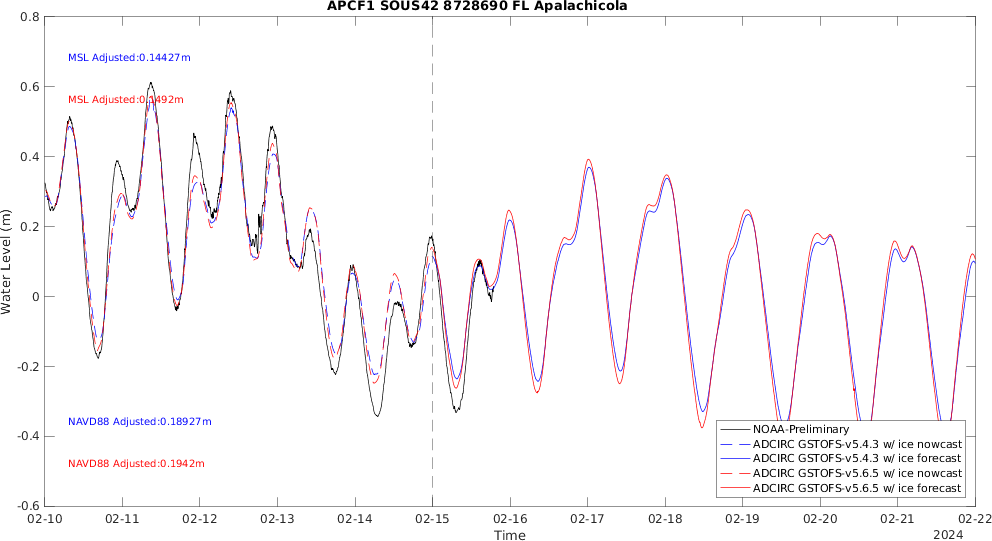 APCF1 SOUS42 8728690 FL Apalachicola
0.8
0.6
0.4
0.2
0
-0.2
-0.4
-0.6
Water Level (m)
MSL Adjusted:0.14427m
MSL Adjusted:0.1492m
NAVD88 Adjusted:0.18927m
NAVD88 Adjusted:0.1942m
NOAA-Preliminary
ADCIRC GSTOFS-v5.4.3 w/ ice nowcast
ADCIRC GSTOFS-v5.4.3 w/ ice forecast
ADCIRC GSTOFS-v5.6.5 w/ ice nowcast
ADCIRC GSTOFS-v5.6.5 w/ ice forecast
02-10 02-11 02-12 02-13 02-14 02-15 02-16 02-17 02-18 02-19 02-20 02-21 02-22
Time
2024